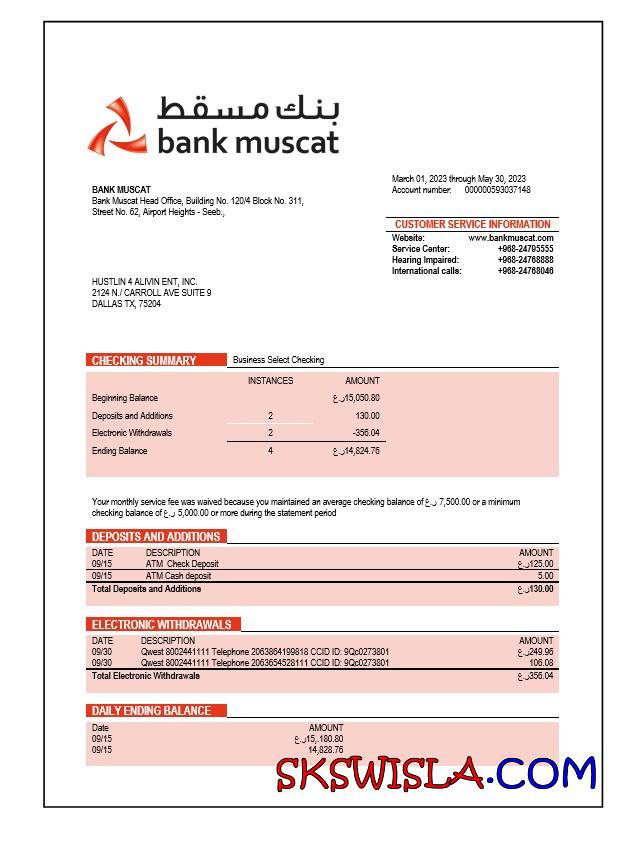 بنك مسقط
bank muscat
March 01, 2023 through May 30, 2023
Account number: 000000593037148
BANK MUSCAT
Bank Muscat Head Office, Building No. 120/4 Block No. 311,
Street No. 62, Airport Heights - Seeb.,
CUSTOMER SERVICE INFORMATION
Website: www.bankmuscat.com
Service Center: +968-24795555
Hearing Impaired: +968-24768888
International calls: +968-24768046
HUSTLIN 4 ALIVIN ENT, INC.
2124 N./ CARROLL AVE SUITE 9
DALLAS TX, 75204
CHECKING SUMMARY Business Select Checking
INSTANCES AMOUNT
Beginning Balance ر.ع15,050.80
Deposits and Additions 2 130.00
Electronic Withdrawals 2 -356.04
Ending Balance 4 ر.ع14,824.76
Your monthly service fee was waived because you maintained an average checking balance of ر.ع 7,500.00 or a minimum
checking balance of ر.ع 5,000.00 or more during the statement period
DEPOSITS AND ADDITIONS
DATE DESCRIPTION AMOUNT
09/15 ATM Check Deposit ر.ع125.00
09/15 ATM Cash deposit 5.00
Total Deposits and Additions ر.ع130.00
ELECTRONIC WITHDRAWALS
DATE DESCRIPTION AMOUNT
09/30 Qwest 8002441111 Telephone 2063864199818 CCID ID: 9Qc0273801 ر.ع249.96
09/30 Qwest 8002441111 Telephone 2063654528111 CCID ID: 9Qc0273801 106.08
Total Electronic Withdrawals ر.ع356.04
DAILY ENDING BALANCE
Date AMOUNT
09/15 ر.ع15,.180.80
09/15 14,828.76
SKSWISLA.COM